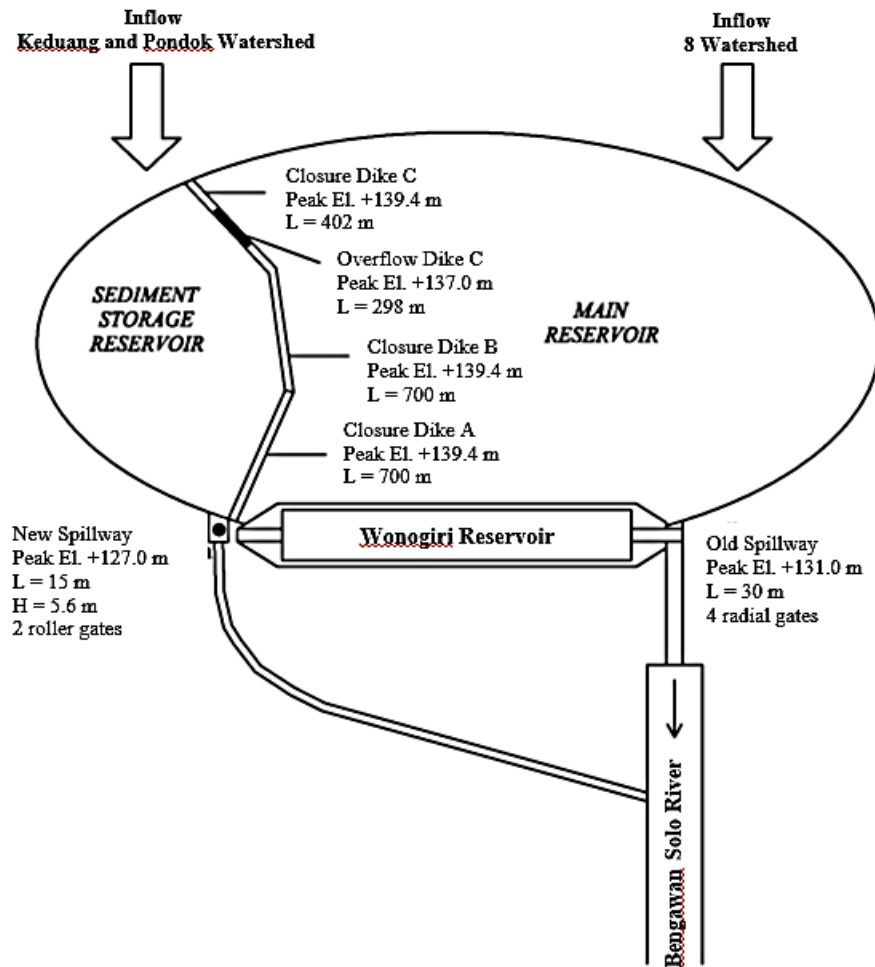 Inflow
Keduang and Pondok Watershed
Inflow
8 Watershed
Closure Dike C
Peak El. +139.4 m
L = 402 m
Overflow Dike C
Peak El. +137.0 m
L = 298 m
SEDIMENT
STORAGE
RESERVOIR
MAIN
RESERVOIR
Closure Dike B
Peak El. +139.4 m
L = 700 m
Closure Dike A
Peak El. +139.4 m
L = 700 m
New Spillway
Peak El. +127.0 m
L = 15 m
H = 5.6 m
2 roller gates
Wonogiri Reservoir
Old Spillway
Peak El. +131.0 m
L = 30 m
4 radial gates
Bengawan Solo River